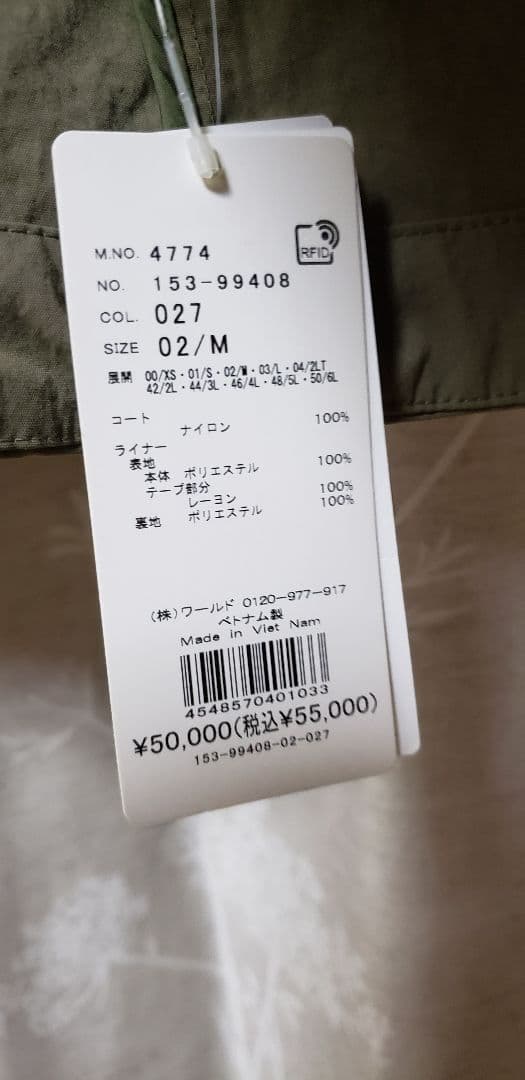 RFID
M.NO. 4774
NO. 153-99408
COL. 027
SIZE 02/M
展開 00/XS・01/S・02/M・03/L・04/2LT
42/2L・44/3L・46/4L・48/5L・50/6L
コート
ナイロン 100%
ライナー
表地
本体 ポリエステル 100%
テープ部分
レーヨン 100%
裏地 ポリエステル 100%
(株)ワールド 0120-977-917
ベトナム製
Made in Viet Nam
4548570401033
¥50,000(税込¥55,000)
153-99408-02-027